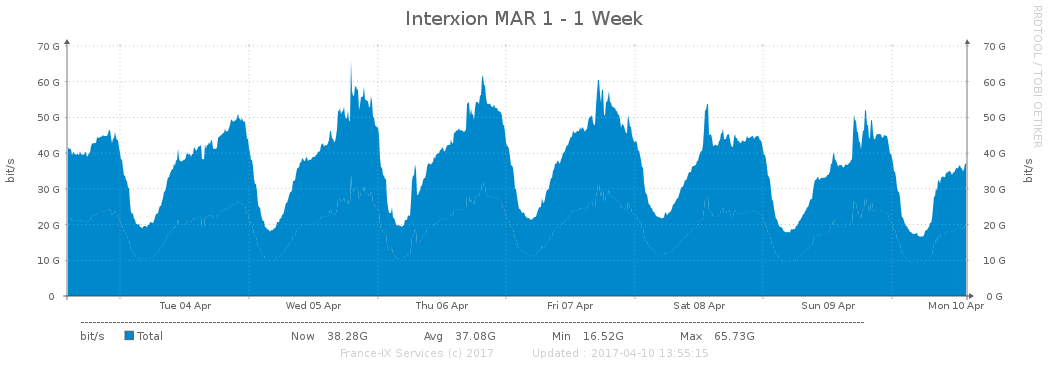 Interxion MAR 1 - 1 Week
RRDTOOL / TOBI OETIKER
70 G 70 G
60 G 60 G
50 G 50 G
40 G 40 G
30 G 30 G
20 G 20 G
10 G 10 G
0 0 G
bit/s
bit/s
Tue 04 Apr Wed 05 Apr Thu 06 Apr Fri 07 Apr Sat 08 Apr Sun 09 Apr Mon 10 Apr
bit/s Total Now 38.28G Avg 37.08G Min 16.52G Max 65.73G
France-IX Services (c) 2017 Updated : 2017-04-10 13:55:15